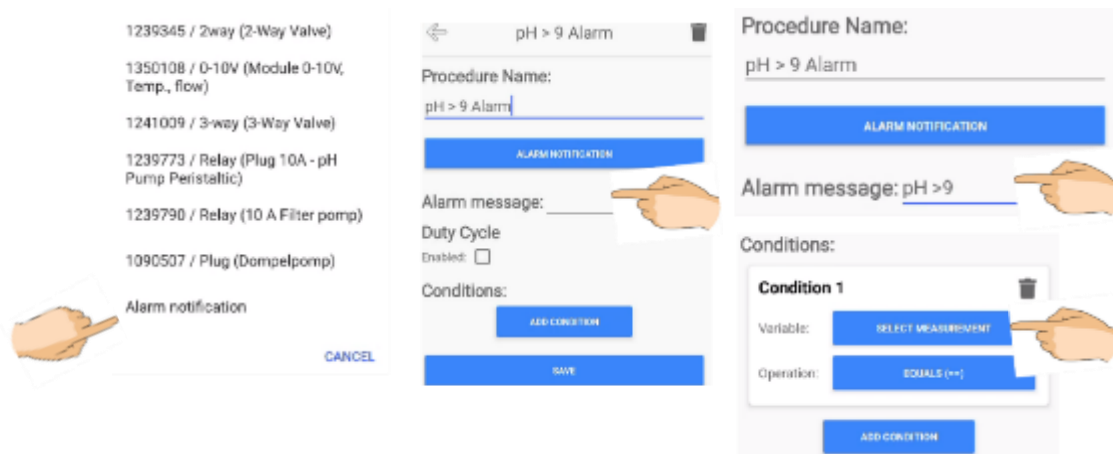 1239345 / 2way (2-Way Valve)
1350108 / 0-10V (Module 0-10V,
Temp., flow)
1241009 / 3-way (3-Way Valve)
1239773 / Relay (Plug 10A - pH
Pump Peristaltic)
1239790 / Relay (10 A Filter pomp)
1090507 / Plug (Dompelpomp)
Alarm notification
CANCEL
pH > 9 Alarm
Procedure Name:
pH > 9 Alarm
ALARM NOTIFICATION
Alarm message:
Duty Cycle
Enabled:
Conditions:
ADD CONDITION
SAVE
Procedure Name:
pH > 9 Alarm
ALARM NOTIFICATION
Alarm message: pH >9
Conditions:
Condition 1
Variable: SELECT MEASUREMENT
Operation: EQUALS (==)
ADD CONDITION